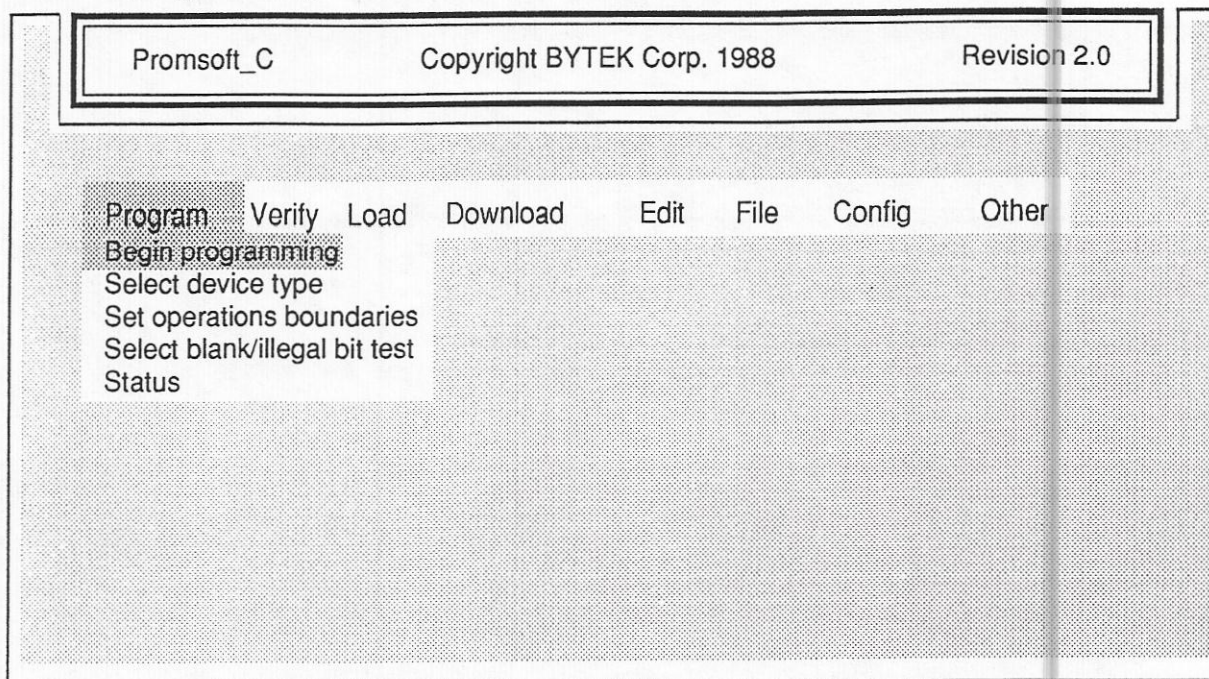 Promsoft_C Copyright BYTEK Corp. 1988 Revision 2.0
Program Verify Load Download Edit File Config Other
Begin programming
Select device type
Set operations boundaries
Select blank/illegal bit test
Status